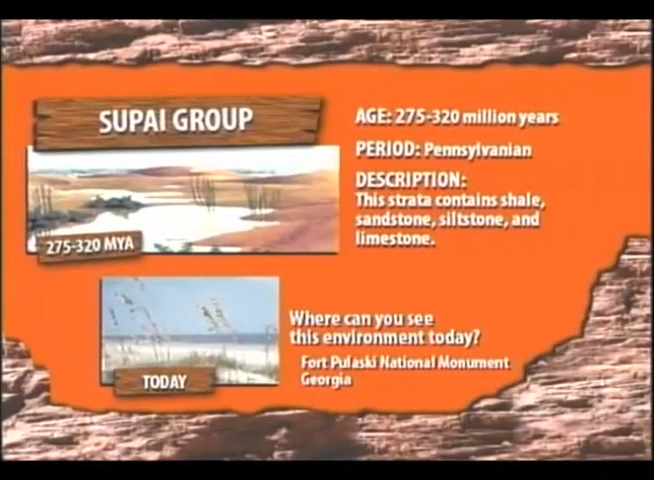 SUPAI GROUP
275-320 MYA
AGE: 275-320 million years
PERIOD: Pennsylvanian
DESCRIPTION:
This strata contains shale,
sandstone, siltstone, and
limestone.
TODAY
Where can you see
this environment today?
Fort Pulaski National Monument
Georgia